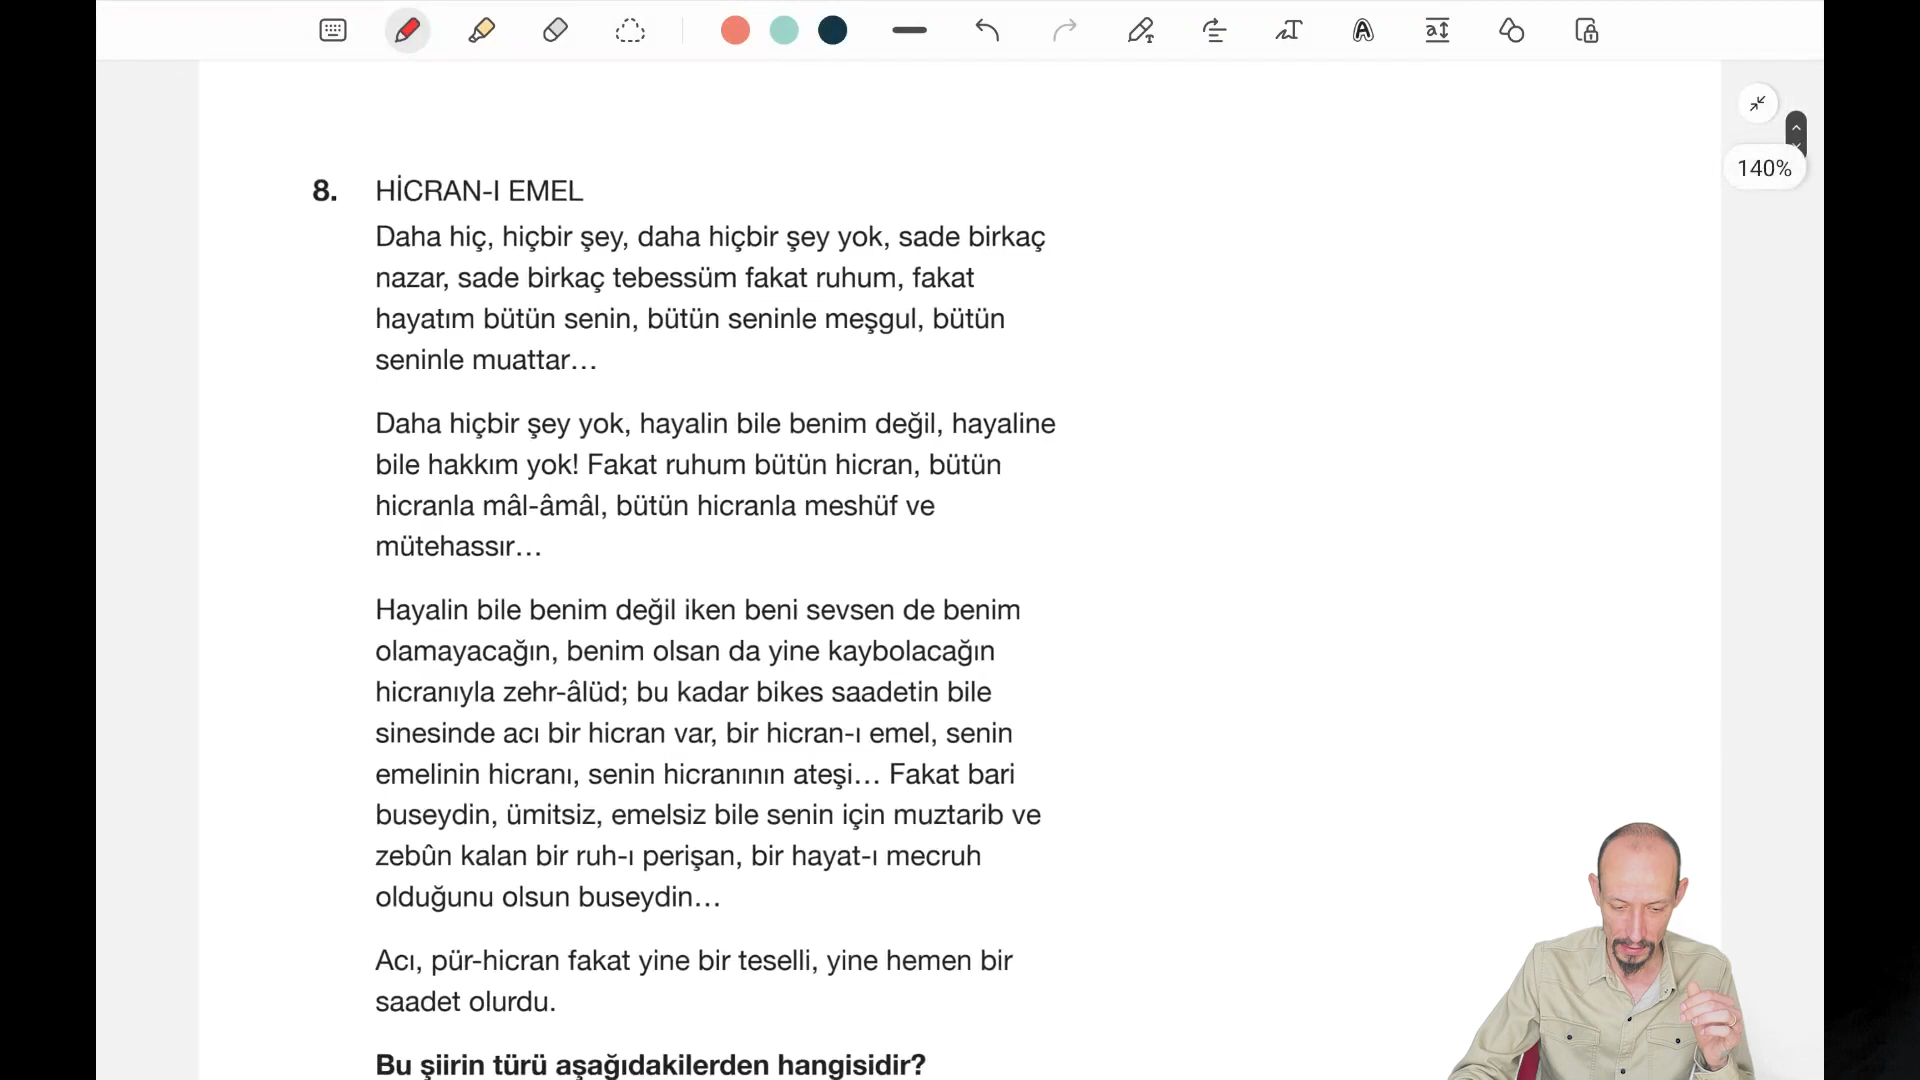 140%
8. HİCRAN-I EMEL
Daha hiç, hiçbir şey, daha hiçbir şey yok, sade birkaç
nazar, sade birkaç tebessüm fakat ruhum, fakat
hayatım bütün senin, bütün seninle meşgul, bütün
seninle muattar…
Daha hiçbir şey yok, hayalin bile benim değil, hayaline
bile hakkım yok! Fakat ruhum bütün hicran, bütün
hicranla mâl-âmâl, bütün hicranla meshüf ve
mütehassır…
Hayalin bile benim değil iken beni sevsen de benim
olamayacağın, benim olsan da yine kaybolacağın
hicranıyla zehr-âlüd; bu kadar bikes saadetin bile
sinesinde acı bir hicran var, bir hicran-ı emel, senin
emelinin hicranı, senin hicranının ateşi… Fakat bari
buseydin, ümitsiz, emelsiz bile senin için muztarib ve
zebûn kalan bir ruh-ı perişan, bir hayat-ı mecruh
olduğunu olsun buseydin…
Acı, pür-hicran fakat yine bir teselli, yine hemen bir
saadet olurdu.
Bu şiirin türü aşağıdakilerden hangisidir?